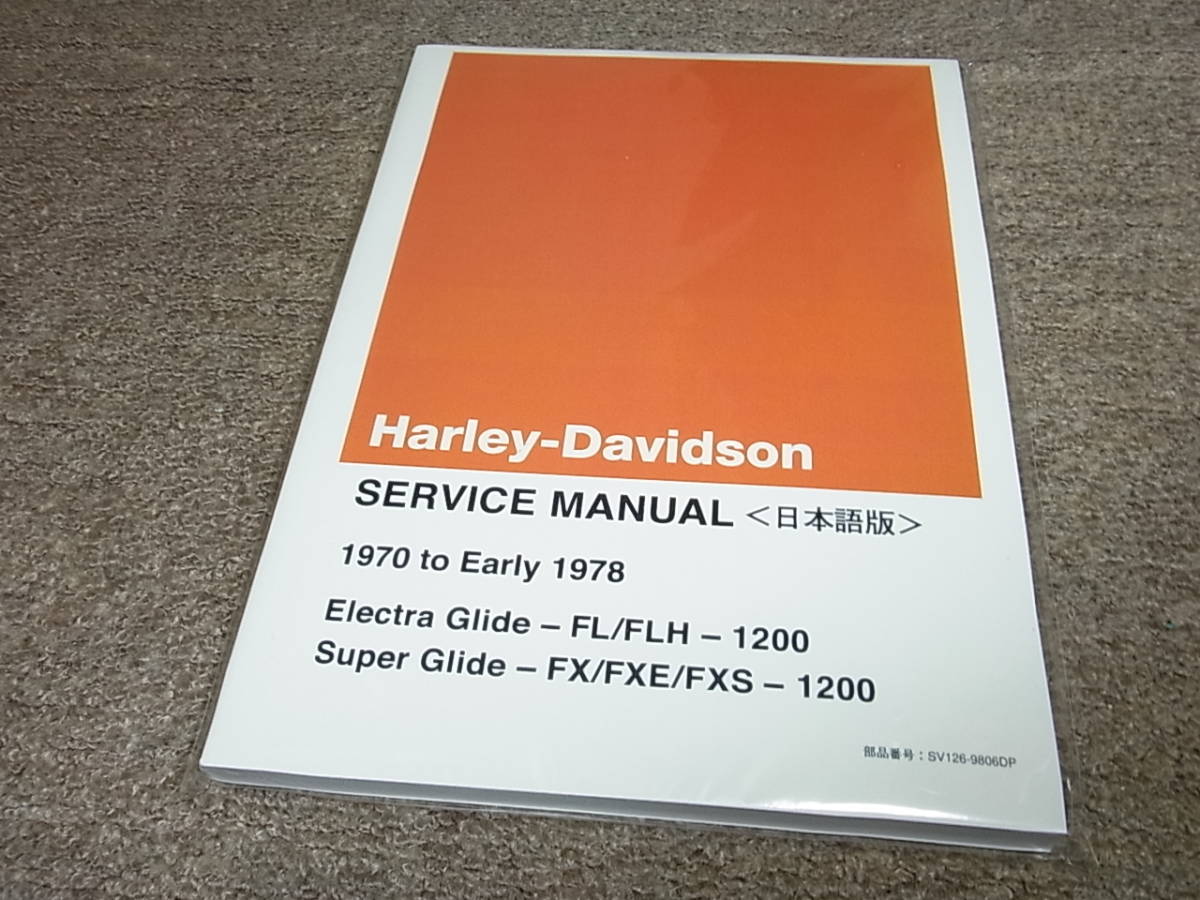 Harley-Davidson
SERVICE MANUAL <日本語版>
1970 to Early 1978
Electra Glide – FL/FLH – 1200
Super Glide – FX/FXE/FXS – 1200
部品番号：SV126-9806DP